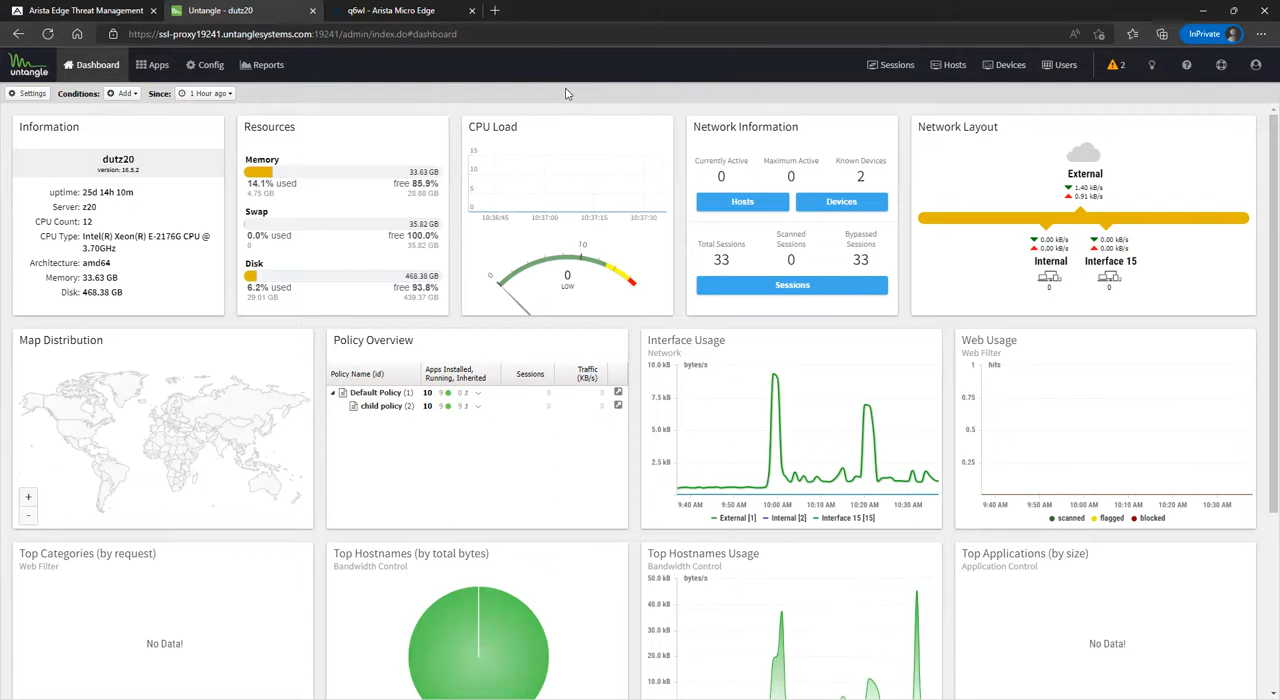 Arista Edge Threat Management
Untangle - dutz20
q6wl - Arista Micro Edge
https://ssl-proxy19241.untanglesystems.com:19241/admin/index.do#dashboard
InPrivate
untangle
Dashboard
Apps
Config
Reports
Sessions
Hosts
Devices
Users
2
Settings
Conditions:
Add
Since:
1 Hour ago
Information
dutz20
version: 16.5.2
uptime: 25d 14h 10m
Server: z20
CPU Count: 12
CPU Type: Intel(R) Xeon(R) E-2176G CPU @
3.70GHz
Architecture: amd64
Memory: 33.63 GB
Disk: 468.38 GB
Resources
Memory
33.63 GB
14.1% used free 85.9%
4.75 GB 28.88 GB
Swap
35.82 GB
0.0% used free 100.0%
0 35.82 GB
Disk
468.38 GB
6.2% used free 93.8%
29.01 GB 439.37 GB
CPU Load
15
10
5
0
10:36:45 10:37:00 10:37:15 10:37:30
10
0
0
LOW
Network Information
Currently Active Maximum Active Known Devices
0 0 2
Hosts Devices
Total Sessions Scanned Sessions Bypassed Sessions
33 0 33
Sessions
Network Layout
External
1.40 kB/s
0.91 kB/s
0.00 kB/s 0.00 kB/s
0.00 kB/s 0.00 kB/s
Internal Interface 15
0 0
Map Distribution
+
-
Policy Overview
Policy Name (id) Apps Installed, Running, Inherited Sessions Traffic (KB/s)
Default Policy (1) 10 9 0 0 0
child policy (2) 10 9 9 0 0
Interface Usage
Network
10.0 kB bytes/s
7.5 kB
5.0 kB
2.5 kB
9:40 AM 9:50 AM 10:00 AM 10:10 AM 10:20 AM 10:30 AM
External [1] Internal [2] Interface 15 [15]
Web Usage
Web Filter
1 hits
0.75
0.5
0.25
9:40 AM 9:50 AM 10:00 AM 10:10 AM 10:20 AM 10:30 AM
scanned flagged blocked
Top Categories (by request)
Web Filter
No Data!
Top Hostnames (by total bytes)
Bandwidth Control
Top Hostnames Usage
Bandwidth Control
50.0 kB bytes/s
40.0 kB
30.0 kB
20.0 kB
10.0 kB
Top Applications (by size)
Application Control
No Data!